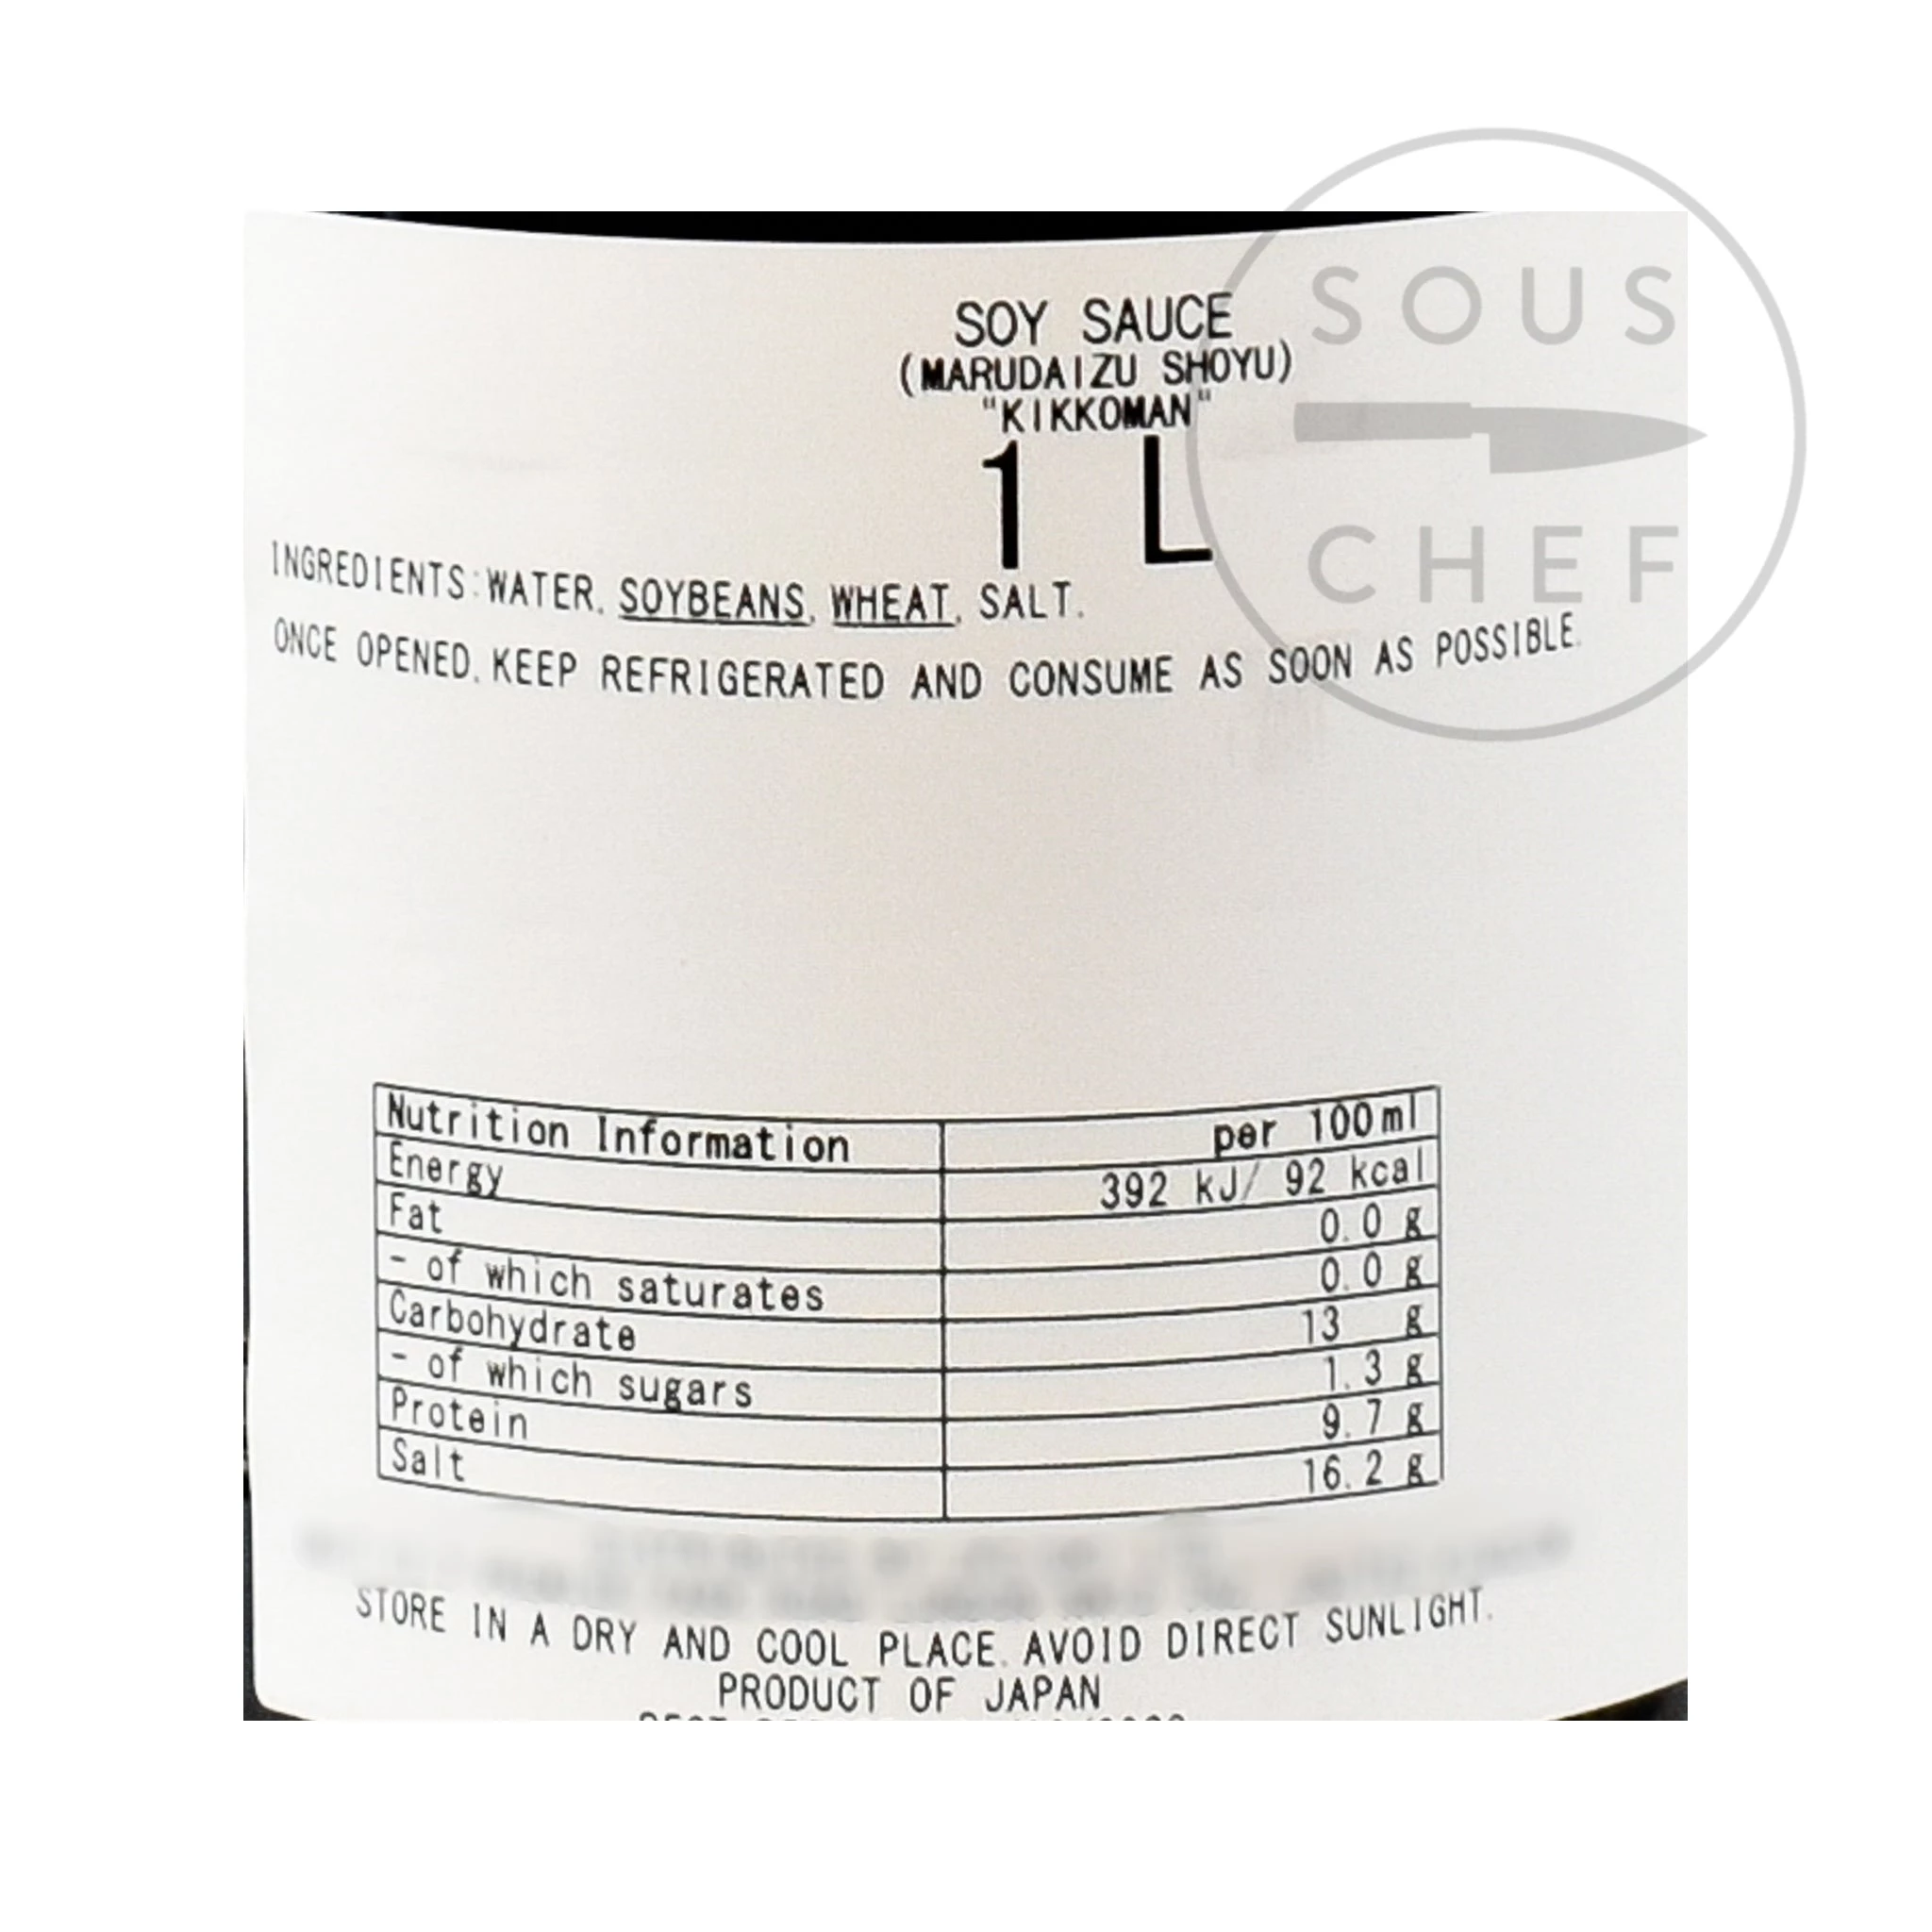 SOUS
CHEF
SOY SAUCE
(MARUDAIZU SHOYU)
"KIKKOMAN"
1 L
INGREDIENTS:WATER, SOYBEANS, WHEAT, SALT.
ONCE OPENED, KEEP REFRIGERATED AND CONSUME AS SOON AS POSSIBLE.
Nutrition Information per 100ml
Energy 392 kJ/ 92 kcal
Fat 0.0 g
- of which saturates 0.0 g
Carbohydrate 13 g
- of which sugars 1.3 g
Protein 9.7 g
Salt 16.2 g
STORE IN A DRY AND COOL PLACE. AVOID DIRECT SUNLIGHT.
PRODUCT OF JAPAN